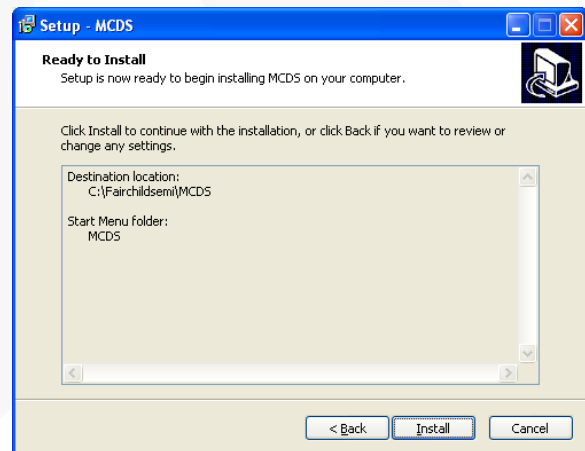 Setup - MCDS
Ready to Install
Setup is now ready to begin installing MCDS on your computer.
Click Install to continue with the installation, or click Back if you want to review or
change any settings.
Destination location:
C:\Fairchildsemi\MCDS
Start Menu folder:
MCDS
< Back
Install
Cancel